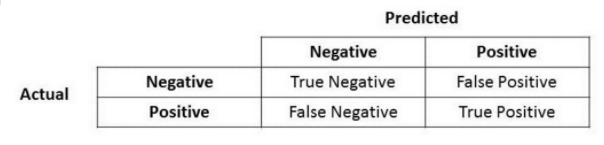 Predicted
Negative Positive
Actual
Negative True Negative False Positive
Positive False Negative True Positive